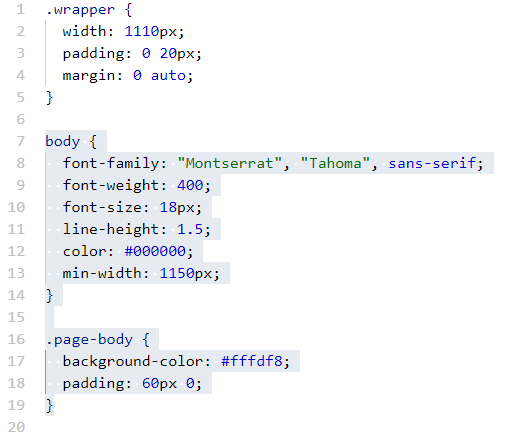 1 .wrapper {
2 width: 1110px;
3 padding: 0 20px;
4 margin: 0 auto;
5 }
6
7 body {
8 font-family: "Montserrat", "Tahoma", sans-serif;
9 font-weight: 400;
10 font-size: 18px;
11 line-height: 1.5;
12 color: #000000;
13 min-width: 1150px;
14 }
15
16 .page-body {
17 background-color: #fffdf8;
18 padding: 60px 0;
19 }
20